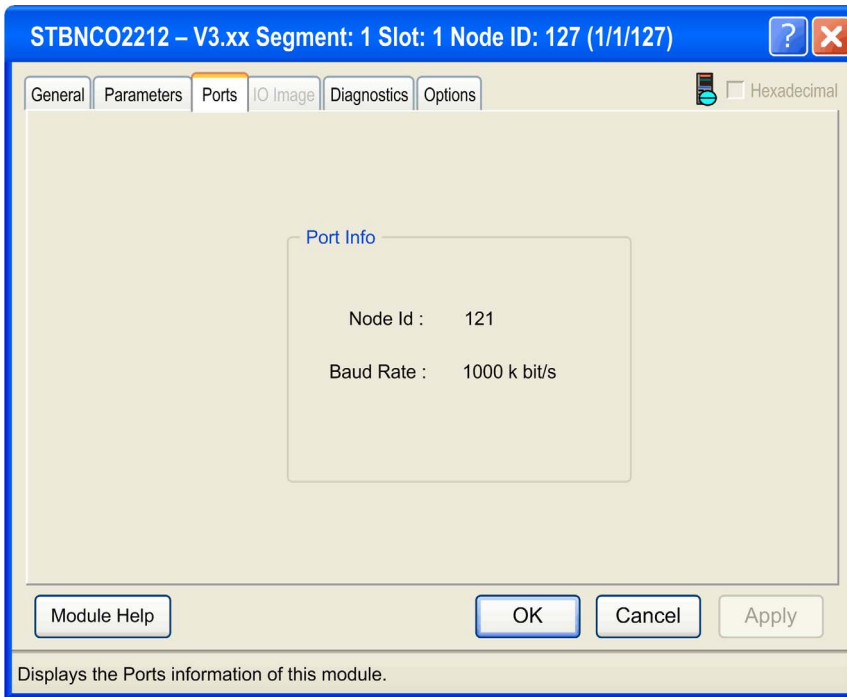 STBNCO2212 – V3.xx Segment: 1 Slot: 1 Node ID: 127 (1/1/127)
?
General Parameters Ports IO Image Diagnostics Options Hexadecimal
Port Info
Node Id : 121
Baud Rate : 1000 k bit/s
Module Help OK Cancel Apply
Displays the Ports information of this module.